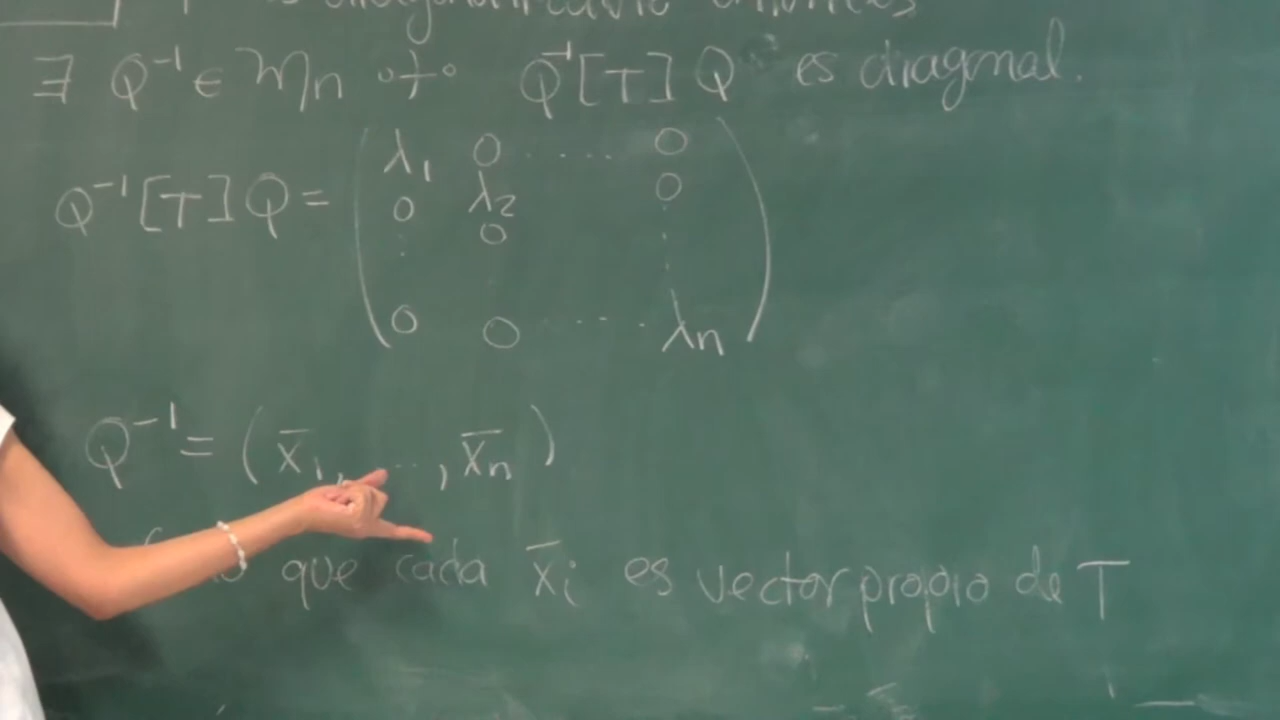 ∃ Q⁻¹ ∈ Mn ∘+∘ Q⁻¹[T]Q es diagonal.
Q⁻¹[T]Q = ( λ₁ 0 ..... 0
0 λ₂ 0
: 0 :
0 0 ..... λn )
Q⁻¹ = ( x̄₁, ..., x̄n )
que cada x̄i es vector propio de T